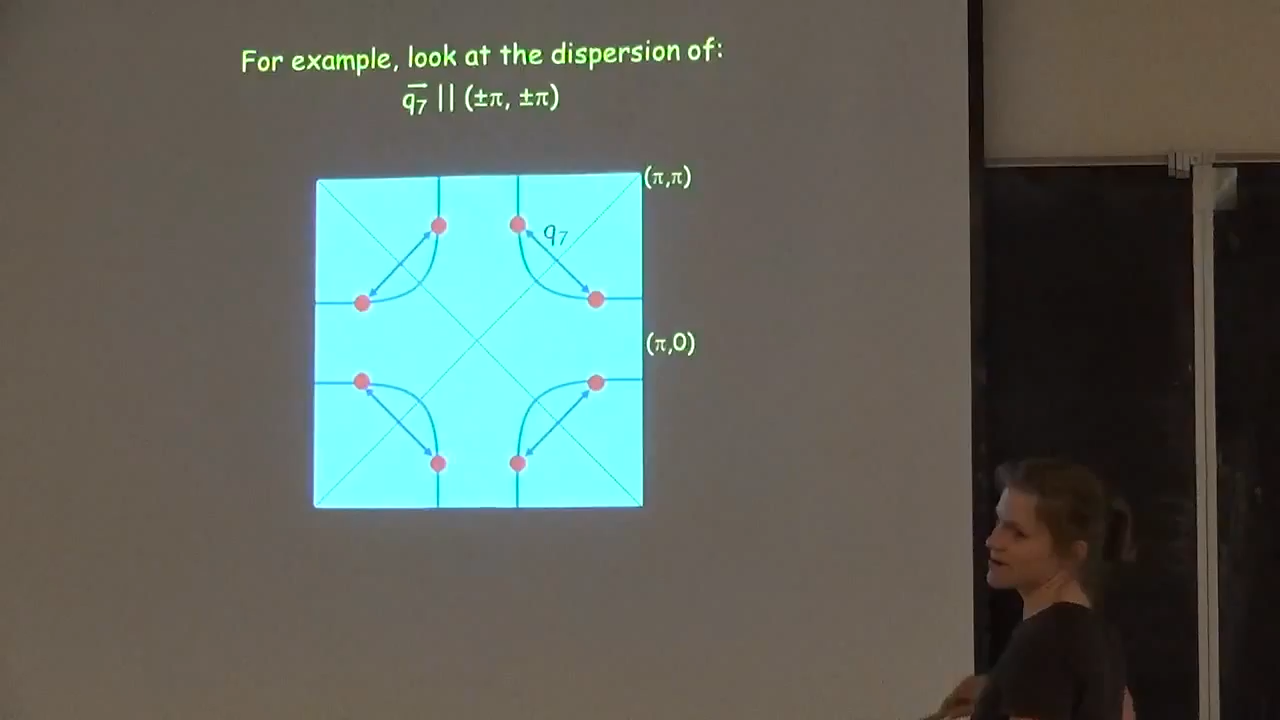 For example, look at the dispersion of:
q̅7 || (±π, ±π)
(π,π)
q7
(π,0)